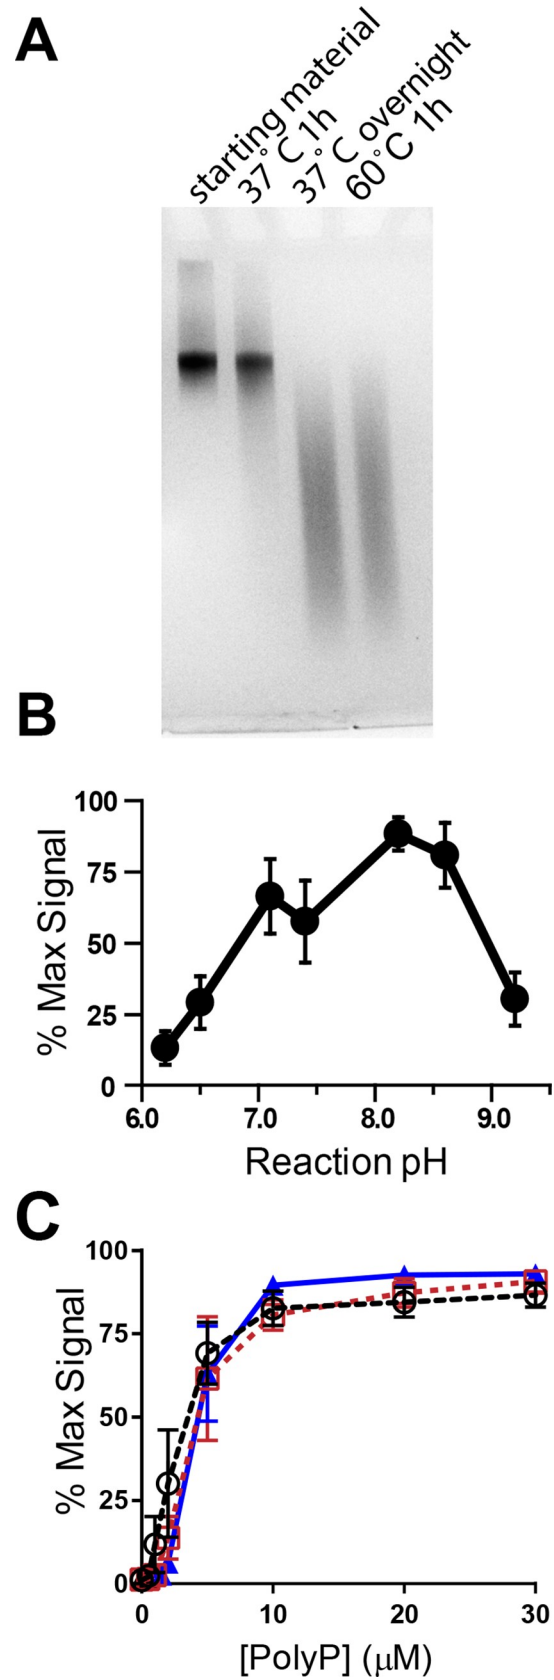 A
starting material
37°C 1h
37°C overnight
60°C 1h
B
100
75
50
25
0
% Max Signal
6.0 7.0 8.0 9.0
Reaction pH
C
100
75
50
25
0
% Max Signal
0 10 20 30
[PolyP] (μM)